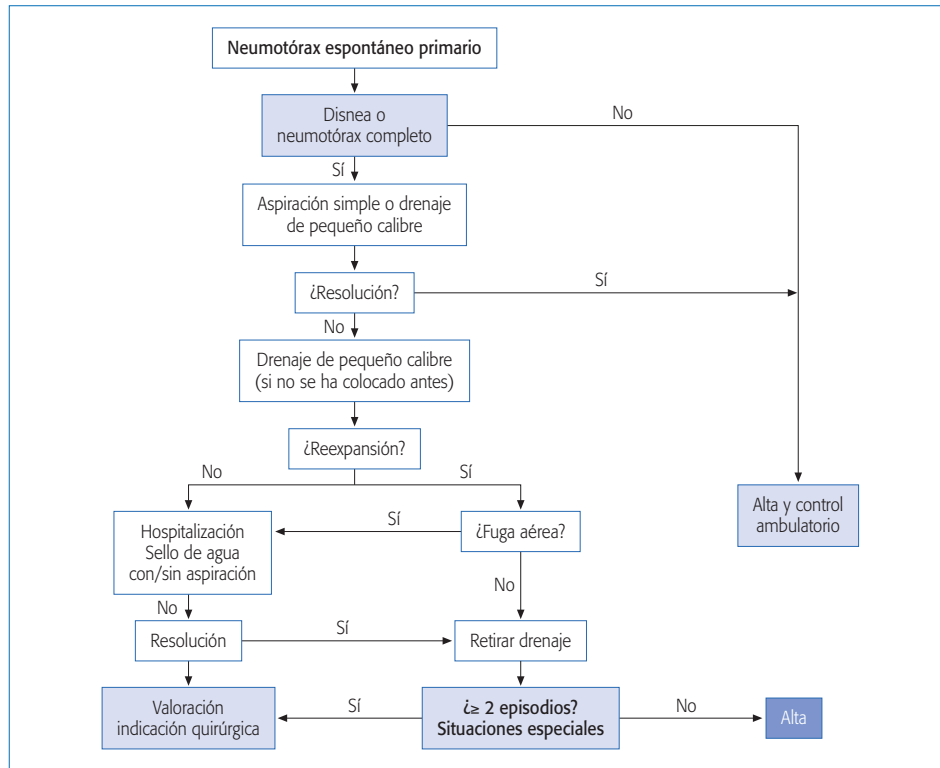 Neumotórax espontáneo primario
Disnea o
neumotórax completo
No
Sí
Aspiración simple o drenaje
de pequeño calibre
¿Resolución?
Sí
No
Drenaje de pequeño calibre
(si no se ha colocado antes)
¿Reexpansión?
No
Sí
Hospitalización
Sello de agua
con/sin aspiración
Sí
¿Fuga aérea?
Alta y control
ambulatorio
No
No
Resolución
Sí
Retirar drenaje
Valoración
indicación quirúrgica
Sí
¿≥ 2 episodios?
Situaciones especiales
No
Alta